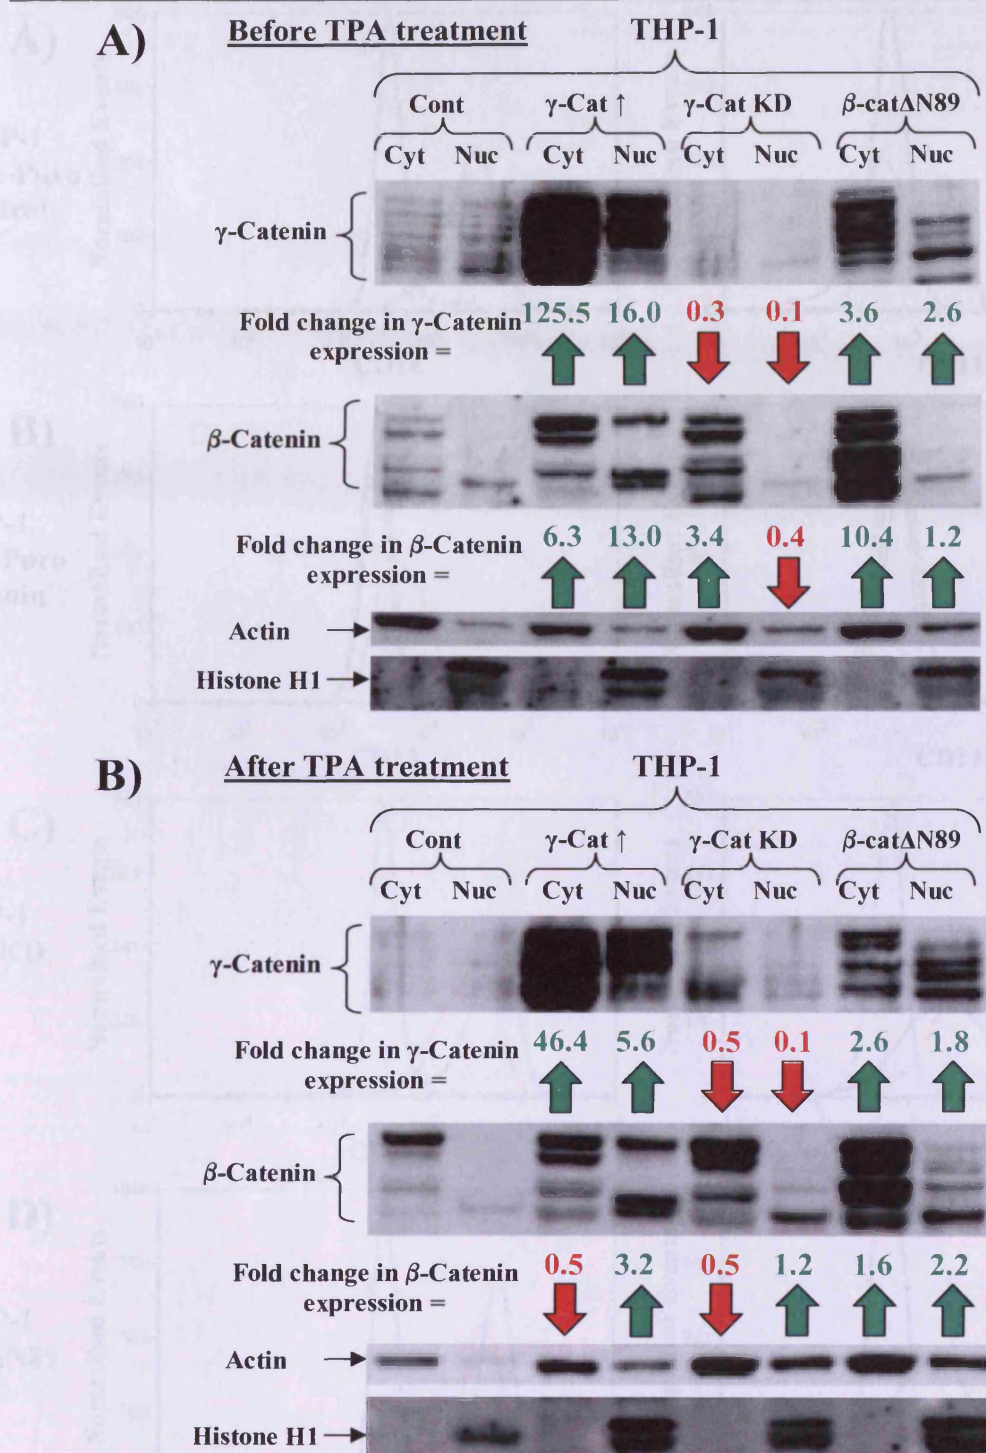 A) Before TPA treatment THP-1
Cont γ-Cat ↑ γ-Cat KD β-catΔN89
Cyt Nuc Cyt Nuc Cyt Nuc Cyt Nuc
γ-Catenin
Fold change in γ-Catenin expression = 125.5 16.0 0.3 0.1 3.6 2.6
β-Catenin
Fold change in β-Catenin expression = 6.3 13.0 3.4 0.4 10.4 1.2
Actin
Histone H1
B) After TPA treatment THP-1
Cont γ-Cat ↑ γ-Cat KD β-catΔN89
Cyt Nuc Cyt Nuc Cyt Nuc Cyt Nuc
γ-Catenin
Fold change in γ-Catenin expression = 46.4 5.6 0.5 0.1 2.6 1.8
β-Catenin
Fold change in β-Catenin expression = 0.5 3.2 0.5 1.2 1.6 2.2
Actin
Histone H1